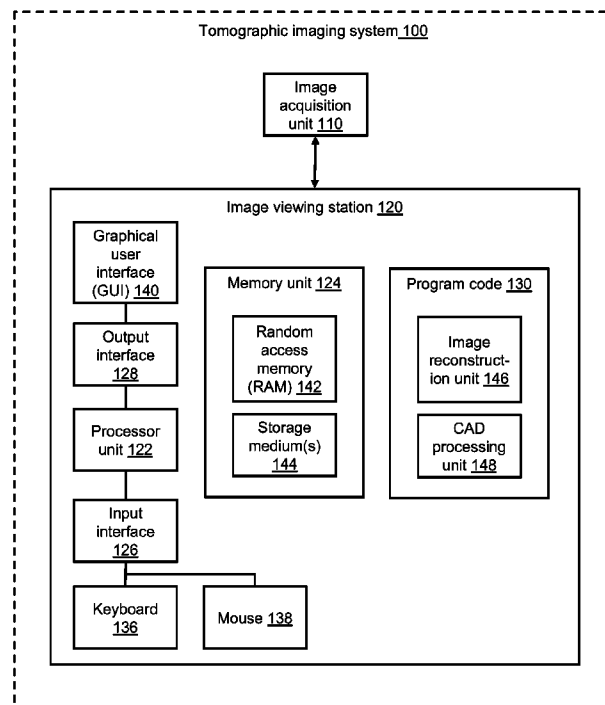 Tomographic imaging system 100
Image
acquisition
unit 110
Image viewing station 120
Graphical
user
interface
(GUI) 140
Output
interface
128
Processor
unit 122
Input
interface
126
Keyboard
136
Mouse 138
Memory unit 124
Random
access
memory
(RAM) 142
Storage
medium(s)
144
Program code 130
Image
reconstruct-
ion unit 146
CAD
processing
unit 148